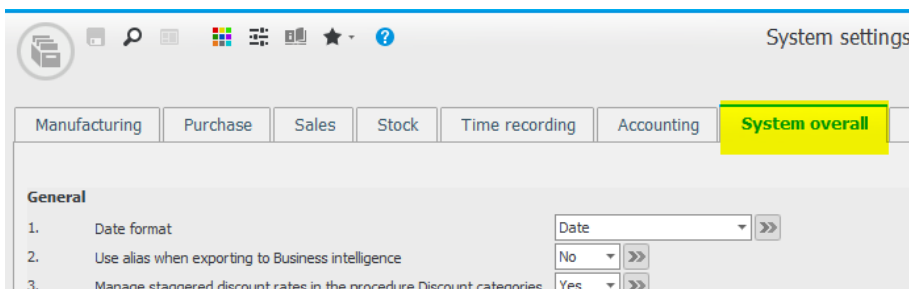 System settings
Manufacturing Purchase Sales Stock Time recording Accounting System overall
General
1. Date format Date
2. Use alias when exporting to Business intelligence No
3. Manage staggered discount rates in the procedure Discount categories Yes